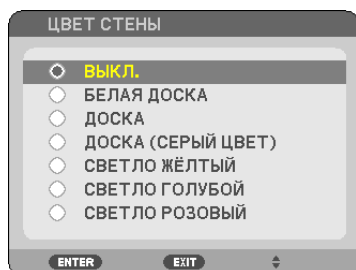 ЦВЕТ СТЕНЫ
ВЫКЛ.
БЕЛАЯ ДОСКА
ДОСКА
ДОСКА (СЕРЫЙ ЦВЕТ)
СВЕТЛО ЖЁЛТЫЙ
СВЕТЛО ГОЛУБОЙ
СВЕТЛО РОЗОВЫЙ
ENTER EXIT